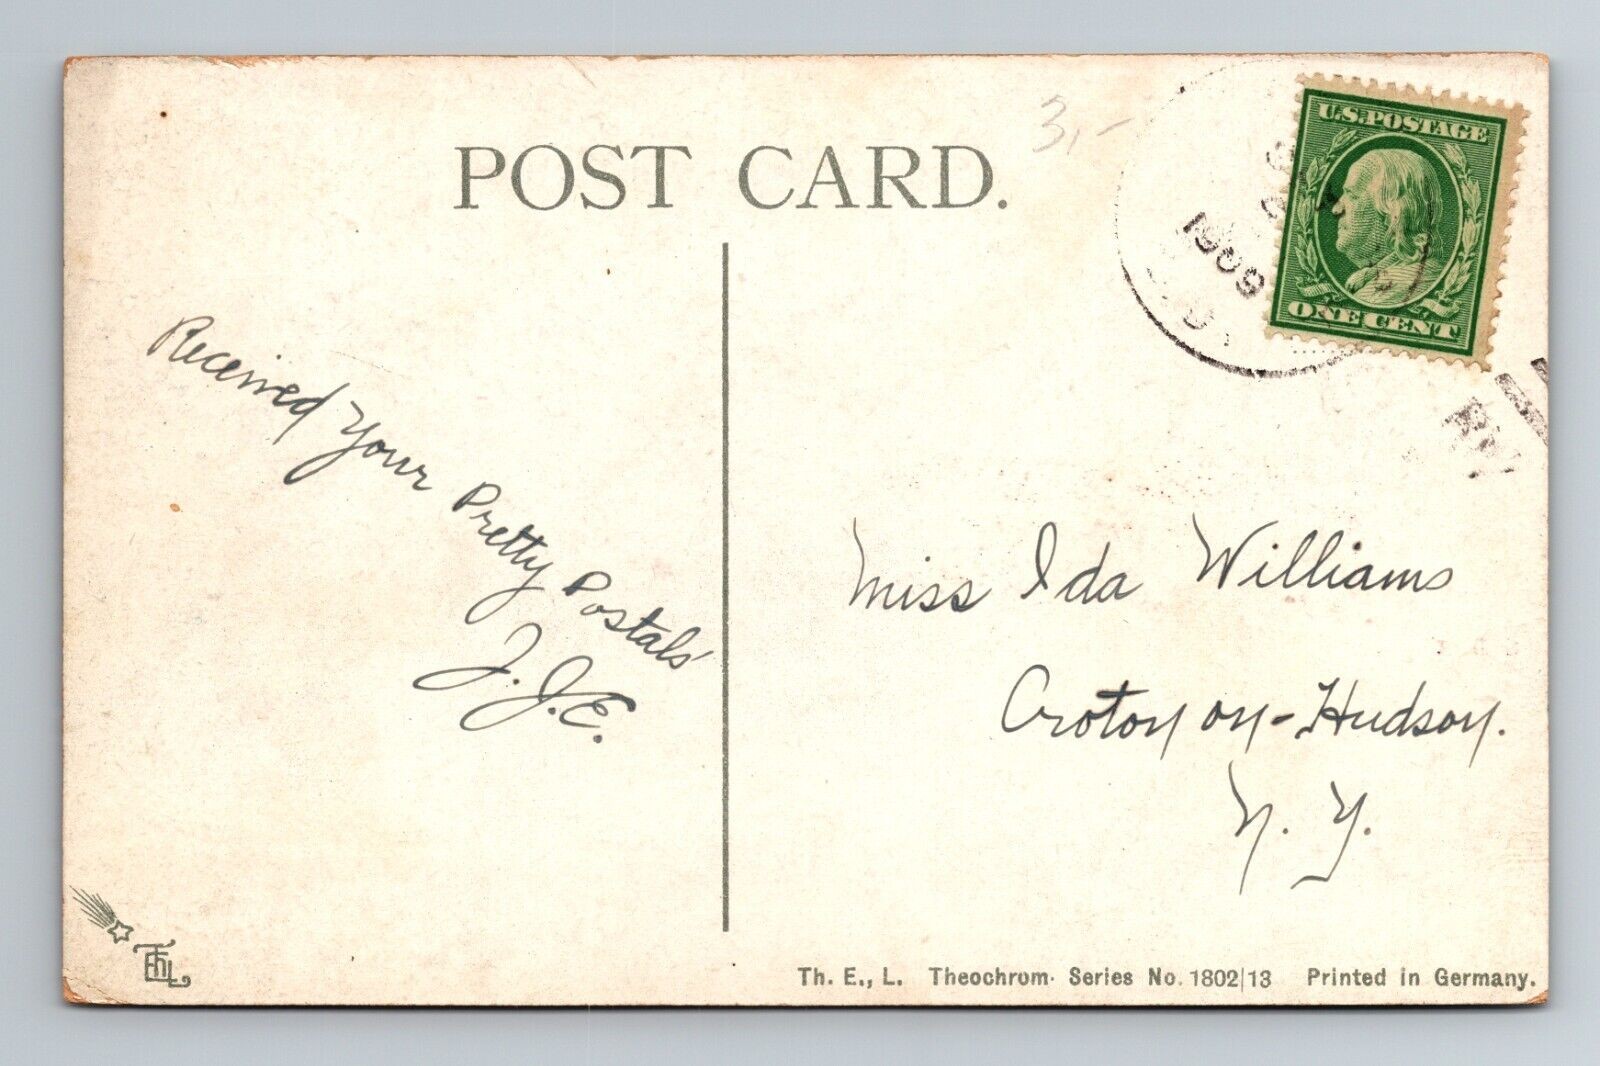 POST CARD.
3,-
U.S. POSTAGE
ONE CENT
1909
Received your Pretty Postals
J. J. E.
Miss Ida Williams
Croton on-Hudson.
N. Y.
Th. E., L. Theochrom· Series No. 1802/13 Printed in Germany.